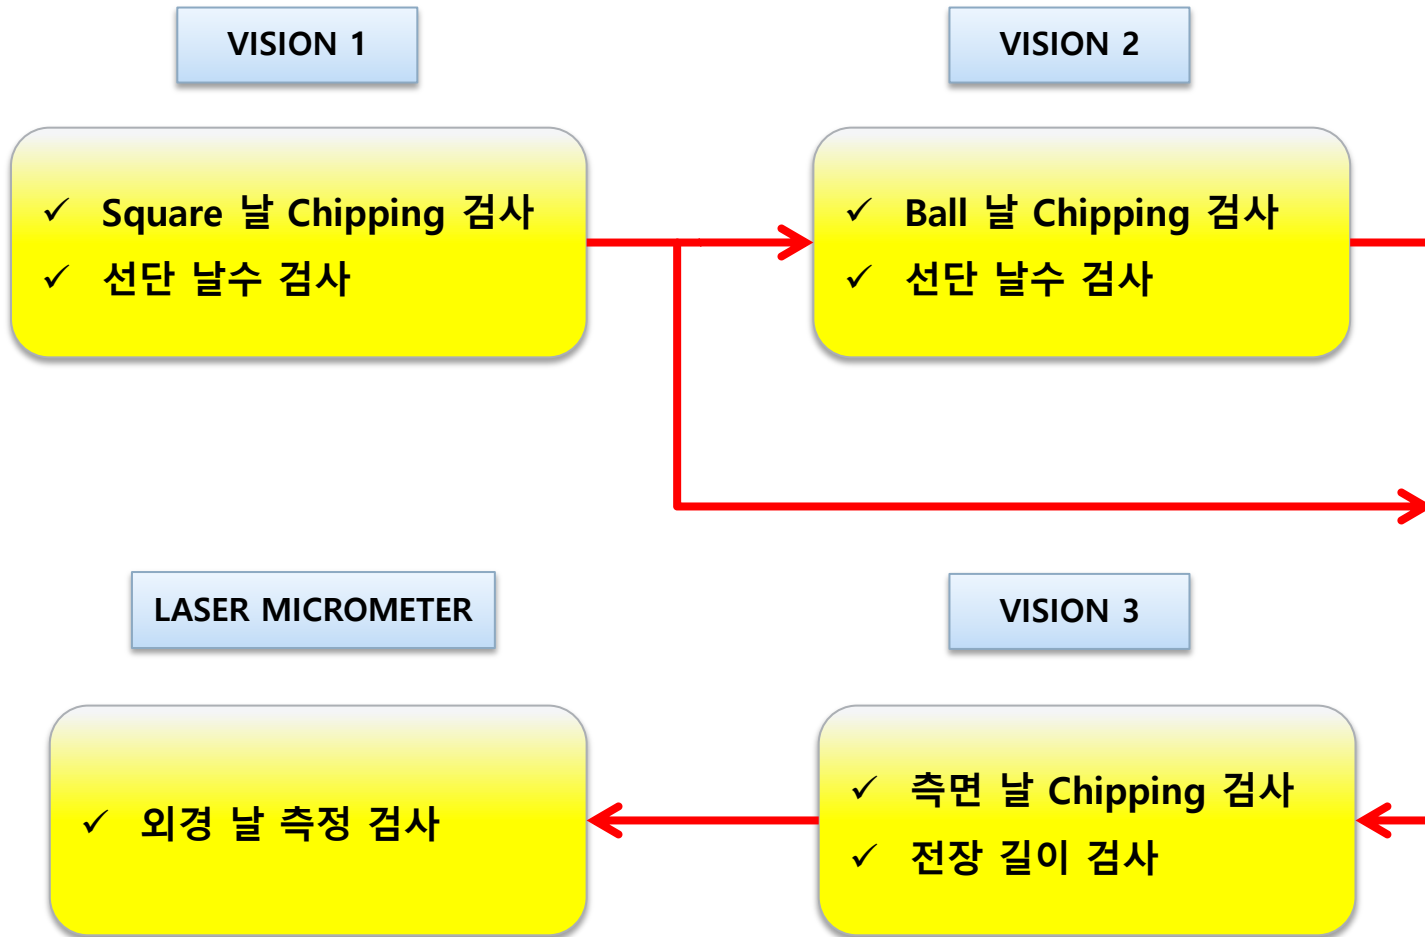 VISION 1
✓ Square 날 Chipping 검사
✓ 선단 날수 검사
VISION 2
✓ Ball 날 Chipping 검사
✓ 선단 날수 검사
LASER MICROMETER
✓ 외경 날 측정 검사
VISION 3
✓ 측면 날 Chipping 검사
✓ 전장 길이 검사